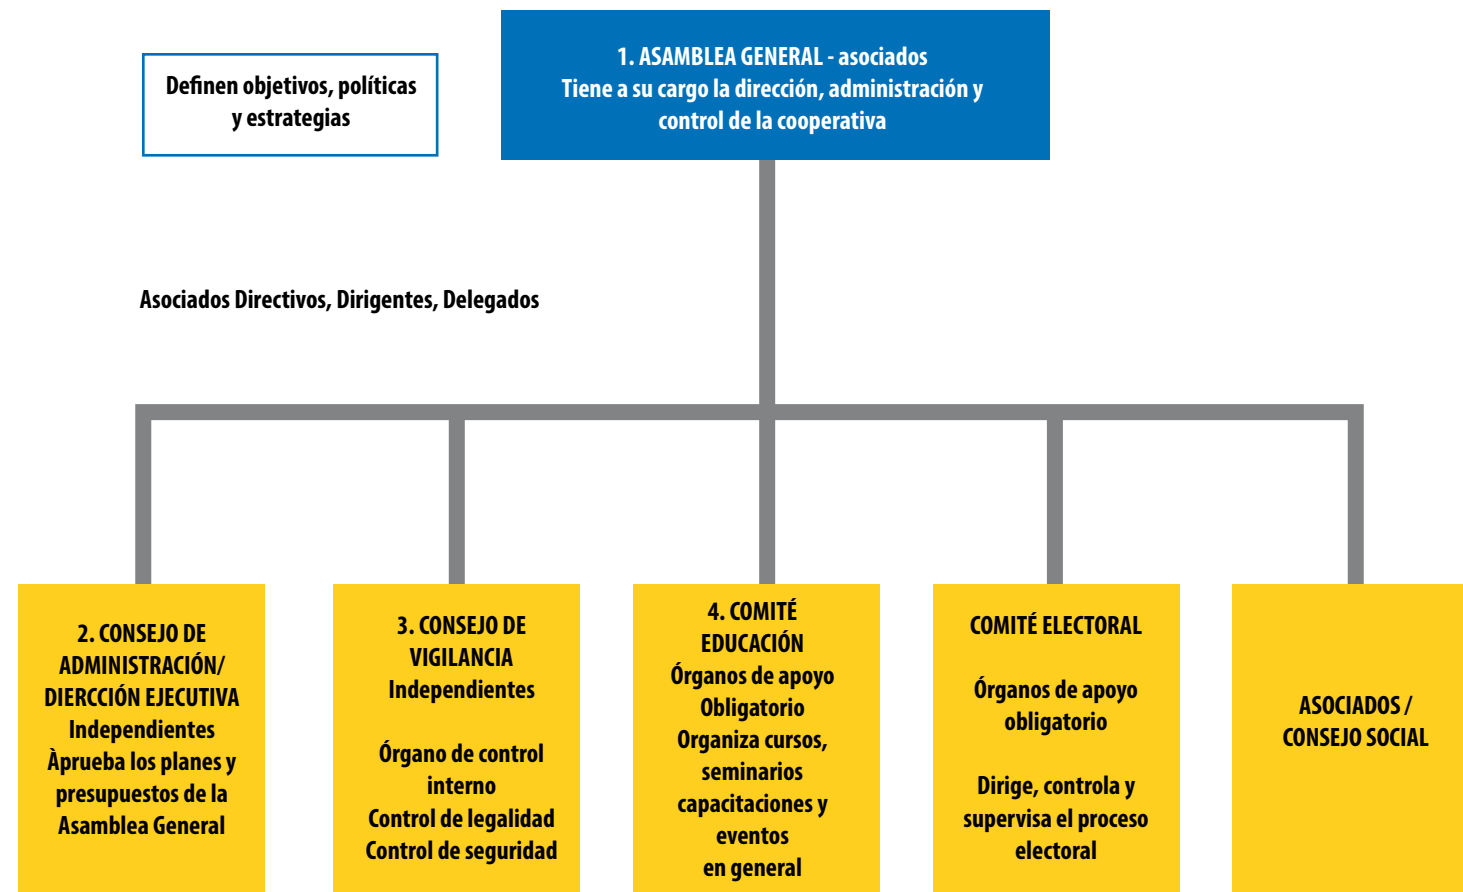 Definen objetivos, políticas
y estrategias
1. ASAMBLEA GENERAL - asociados
Tiene a su cargo la dirección, administración y
control de la cooperativa
Asociados Directivos, Dirigentes, Delegados
2. CONSEJO DE
ADMINISTRACIÓN/
DIERCCIÓN EJECUTIVA
Independientes
Àprueba los planes y
presupuestos de la
Asamblea General
3. CONSEJO DE
VIGILANCIA
Independientes
Órgano de control
interno
Control de legalidad
Control de seguridad
4. COMITÉ
EDUCACIÓN
Órganos de apoyo
Obligatorio
Organiza cursos,
seminarios
capacitaciones y
eventos
en general
COMITÉ ELECTORAL
Órganos de apoyo
obligatorio
Dirige, controla y
supervisa el proceso
electoral
ASOCIADOS /
CONSEJO SOCIAL